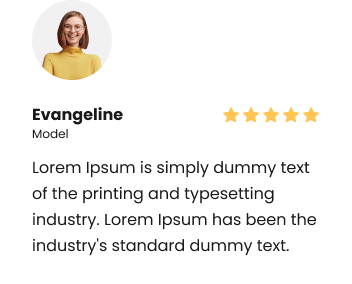 Evangeline
Model
Lorem Ipsum is simply dummy text
of the printing and typesetting
industry. Lorem Ipsum has been the
industry's standard dummy text.